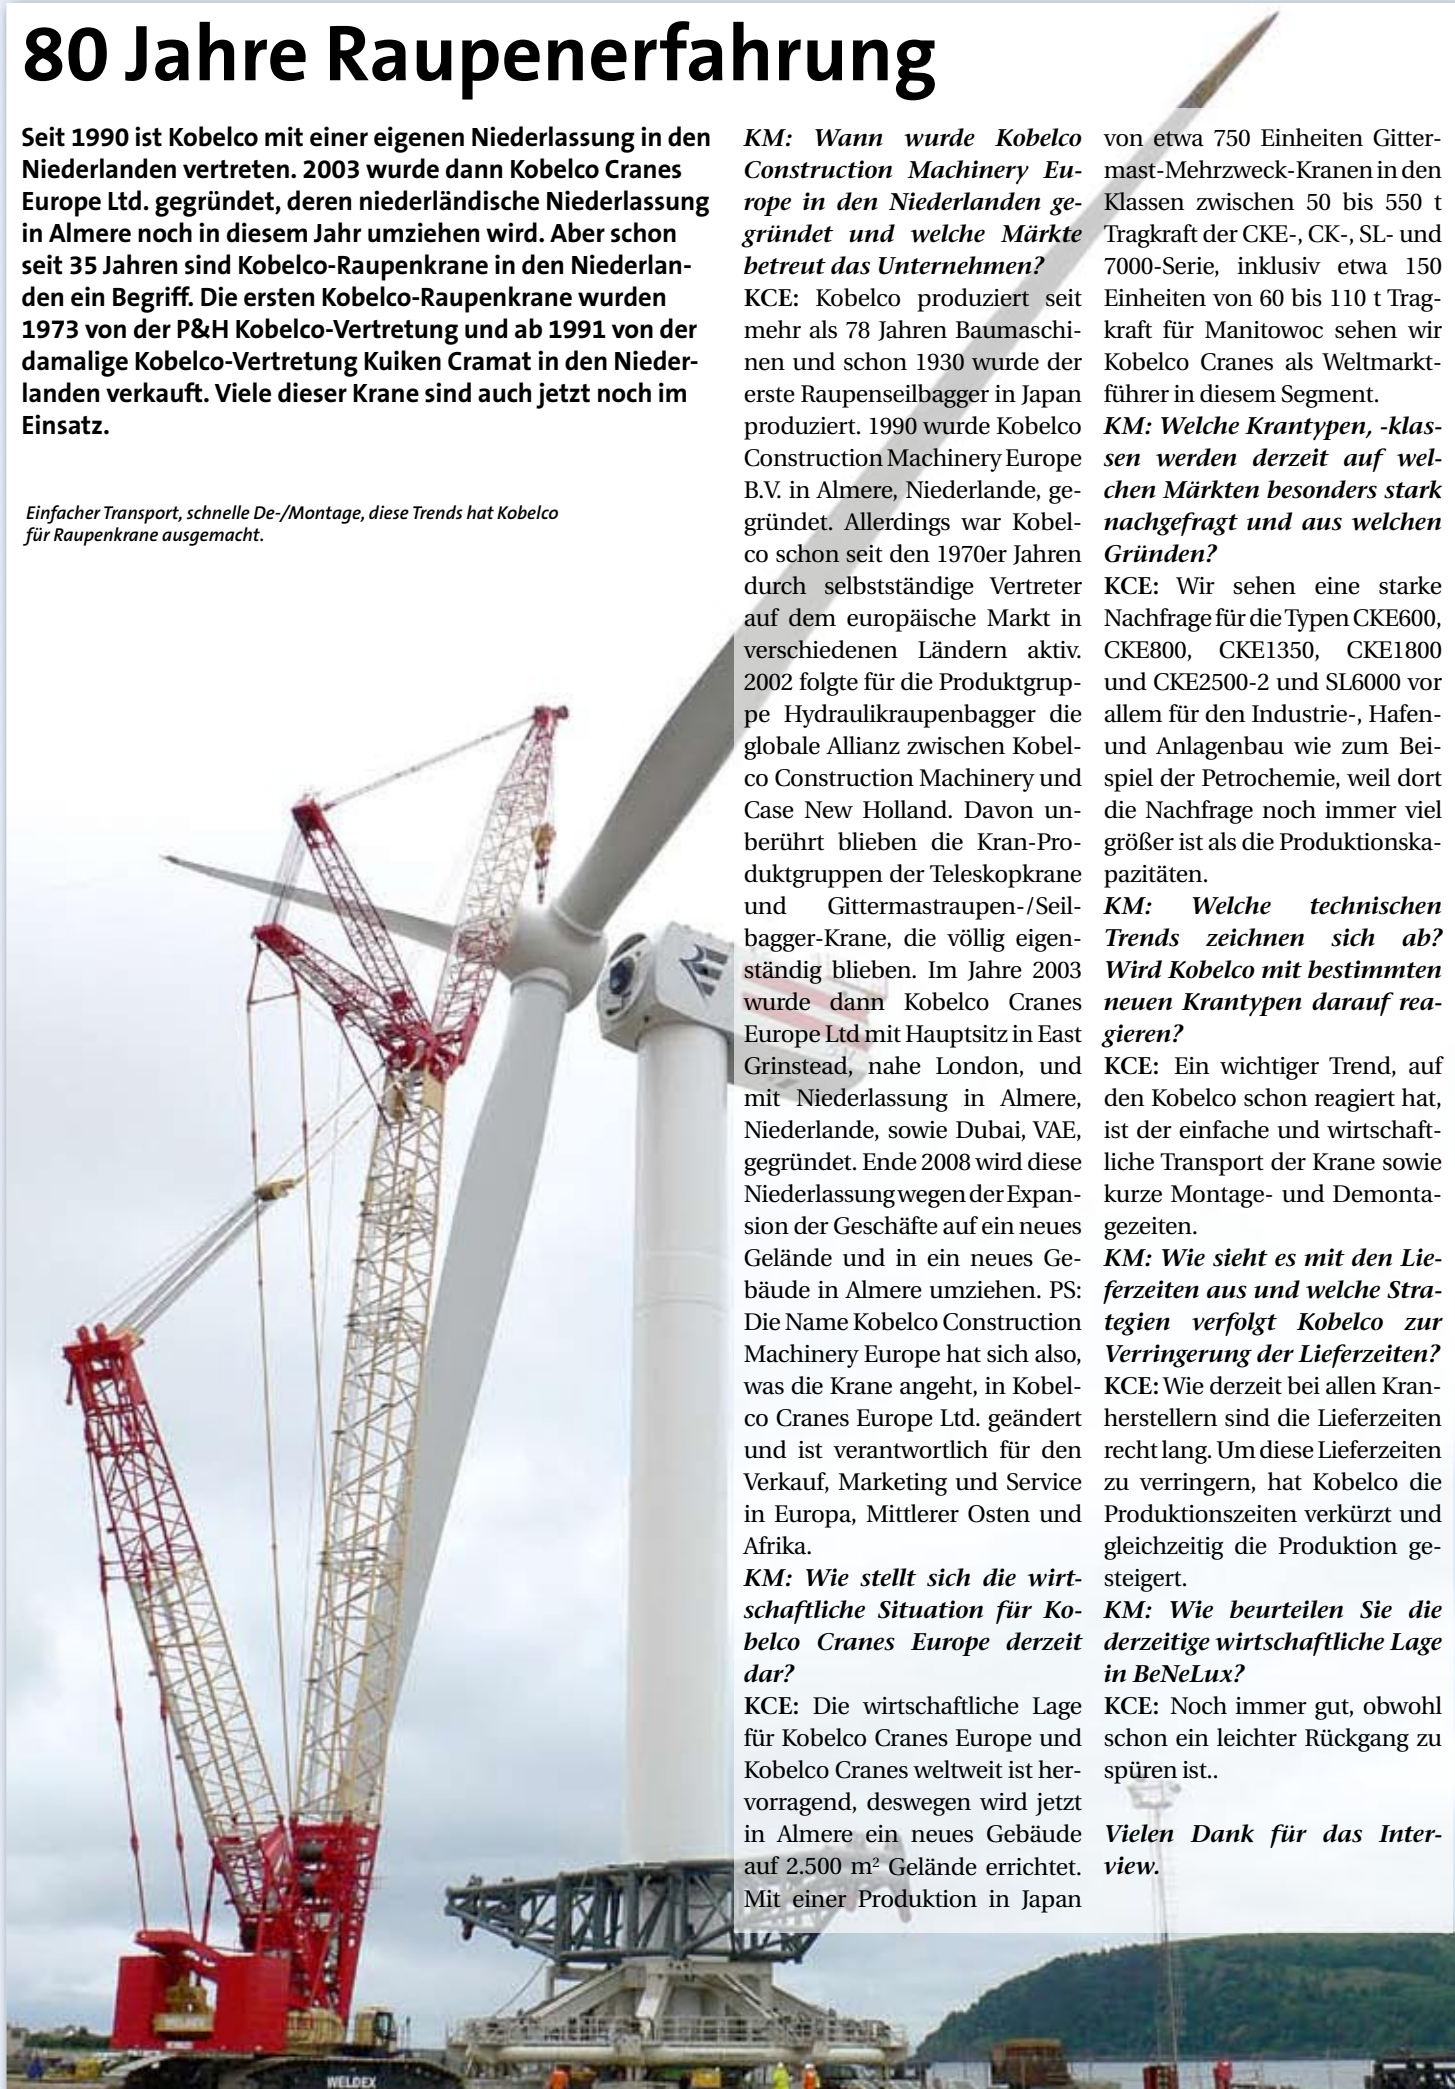 80 Jahre Raupenerfahrung
Seit 1990 ist Kobelco mit einer eigenen Niederlassung in den
Niederlanden vertreten. 2003 wurde dann Kobelco Cranes
Europe Ltd. gegründet, deren niederländische Niederlassung
in Almere noch in diesem Jahr umziehen wird. Aber schon
seit 35 Jahren sind Kobelco-Raupenkrane in den Niederlan-
den ein Begriff. Die ersten Kobelco-Raupenkrane wurden
1973 von der P&H Kobelco-Vertretung und ab 1991 von der
damalige Kobelco-Vertretung Kuiken Cramat in den Nieder-
landen verkauft. Viele dieser Krane sind auch jetzt noch im
Einsatz.
Einfacher Transport, schnelle De-/Montage, diese Trends hat Kobelco
für Raupenkrane ausgemacht.
KM: Wann wurde Kobelco
Construction Machinery Eu-
rope in den Niederlanden ge-
gründet und welche Märkte
betreut das Unternehmen?
KCE: Kobelco produziert seit
mehr als 78 Jahren Baumaschi-
nen und schon 1930 wurde der
erste Raupenseilbagger in Japan
produziert. 1990 wurde Kobelco
Construction Machinery Europe
B.V. in Almere, Niederlande, ge-
gründet. Allerdings war Kobel-
co schon seit den 1970er Jahren
durch selbstständige Vertreter
auf dem europäische Markt in
verschiedenen Ländern aktiv.
2002 folgte für die Produktgrup-
pe Hydraulikraupenbagger die
globale Allianz zwischen Kobel-
co Construction Machinery und
Case New Holland. Davon un-
berührt blieben die Kran-Pro-
duktgruppen der Teleskopkrane
und Gittermastraupen-/Seil-
bagger-Krane, die völlig eigen-
ständig blieben. Im Jahre 2003
wurde dann Kobelco Cranes
Europe Ltd mit Hauptsitz in East
Grinstead, nahe London, und
mit Niederlassung in Almere,
Niederlande, sowie Dubai, VAE,
gegründet. Ende 2008 wird diese
Niederlassung wegen der Expan-
sion der Geschäfte auf ein neues
Gelände und in ein neues Ge-
bäude in Almere umziehen. PS:
Die Name Kobelco Construction
Machinery Europe hat sich also,
was die Krane angeht, in Kobel-
co Cranes Europe Ltd. geändert
und ist verantwortlich für den
Verkauf, Marketing und Service
in Europa, Mittlerer Osten und
Afrika.
KM: Wie stellt sich die wirt-
schaftliche Situation für Ko-
belco Cranes Europe derzeit
dar?
KCE: Die wirtschaftliche Lage
für Kobelco Cranes Europe und
Kobelco Cranes weltweit ist her-
vorragend, deswegen wird jetzt
in Almere ein neues Gebäude
auf 2.500 m² Gelände errichtet.
Mit einer Produktion in Japan
von etwa 750 Einheiten Gitter-
mast-Mehrzweck-Kranen in den
Klassen zwischen 50 bis 550 t
Tragkraft der CKE-, CK-, SL- und
7000-Serie, inklusiv etwa 150
Einheiten von 60 bis 110 t Trag-
kraft für Manitowoc sehen wir
Kobelco Cranes als Weltmarkt-
führer in diesem Segment.
KM: Welche Krantypen, -klas-
sen werden derzeit auf wel-
chen Märkten besonders stark
nachgefragt und aus welchen
Gründen?
KCE: Wir sehen eine starke
Nachfrage für die Typen CKE600,
CKE800, CKE1350, CKE1800
und CKE2500-2 und SL6000 vor
allem für den Industrie-, Hafen-
und Anlagenbau wie zum Bei-
spiel der Petrochemie, weil dort
die Nachfrage noch immer viel
größer ist als die Produktionska-
pazitäten.
KM: Welche technischen
Trends zeichnen sich ab?
Wird Kobelco mit bestimmten
neuen Krantypen darauf rea-
gieren?
KCE: Ein wichtiger Trend, auf
den Kobelco schon reagiert hat,
ist der einfache und wirtschaft-
liche Transport der Krane sowie
kurze Montage- und Demonta-
gezeiten.
KM: Wie sieht es mit den Lie-
ferzeiten aus und welche Stra-
tegien verfolgt Kobelco zur
Verringerung der Lieferzeiten?
KCE: Wie derzeit bei allen Kran-
herstellern sind die Lieferzeiten
recht lang. Um diese Lieferzeiten
zu verringern, hat Kobelco die
Produktionszeiten verkürzt und
gleichzeitig die Produktion ge-
steigert.
KM: Wie beurteilen Sie die
derzeitige wirtschaftliche Lage
in BeNeLux?
KCE: Noch immer gut, obwohl
schon ein leichter Rückgang zu
spüren ist..
Vielen Dank für das Inter-
view.
WELDEX